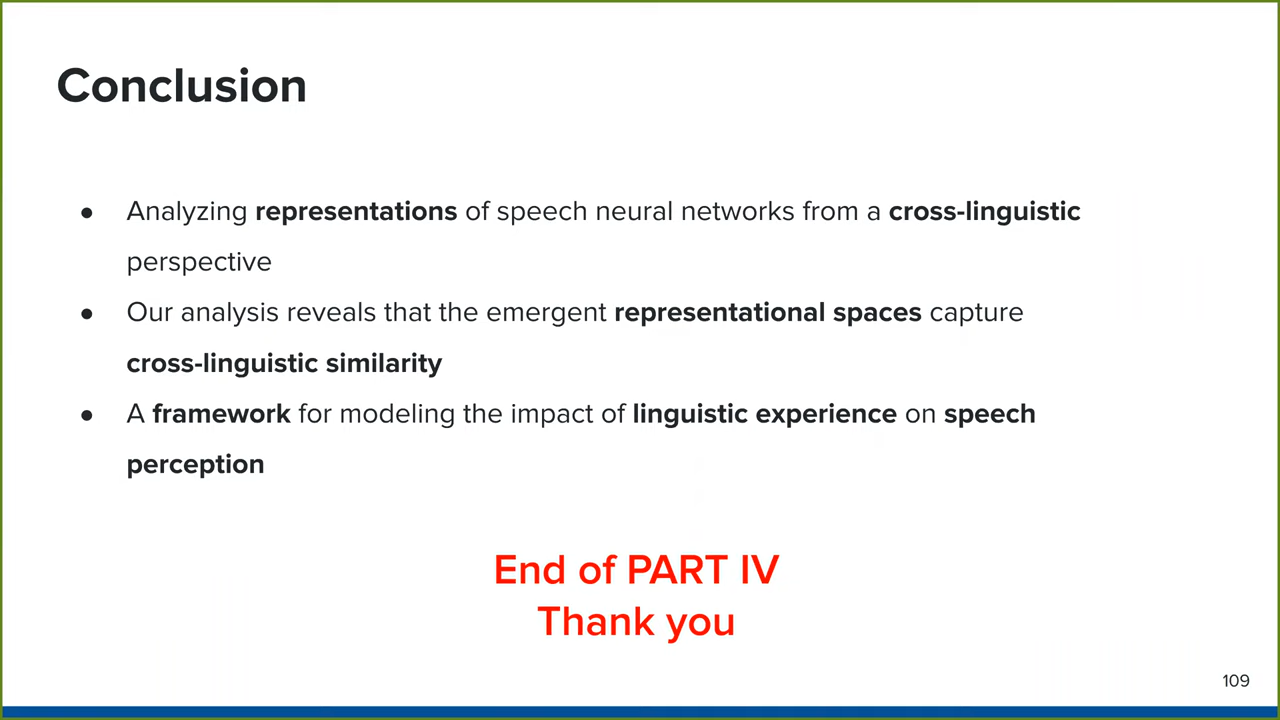 Conclusion
● Analyzing representations of speech neural networks from a cross-linguistic
perspective
● Our analysis reveals that the emergent representational spaces capture
cross-linguistic similarity
● A framework for modeling the impact of linguistic experience on speech
perception
End of PART IV
Thank you
109